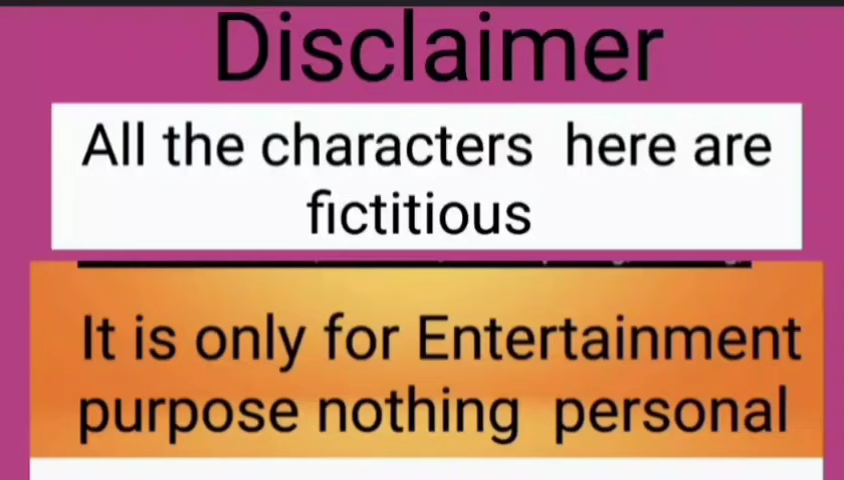 Disclaimer
All the characters here are
fictitious
It is only for Entertainment
purpose nothing personal